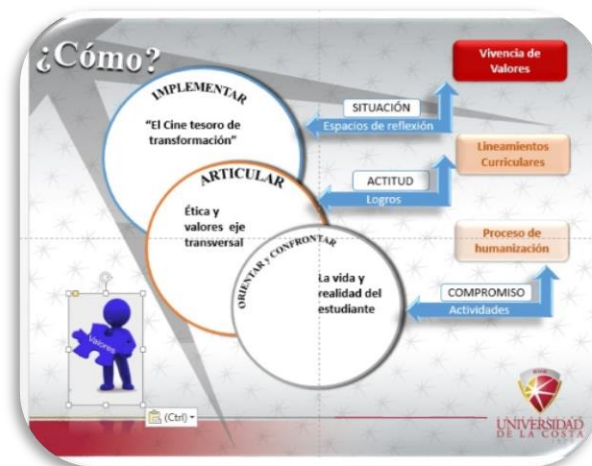 ¿Cómo?
IMPLEMENTAR
“El Cine tesoro de
transformación”
SITUACIÓN
Espacios de reflexión
Vivencia de
Valores
ARTICULAR
Ética y
valores eje
transversal
ACTITUD
Logros
Lineamientos
Curriculares
ORIENTAR y CONFRONTAR
La vida y
realidad del
estudiante
COMPROMISO
Actividades
Proceso de
humanización
Valores
(Ctrl)
UNIVERSIDAD
DE LA COSTA